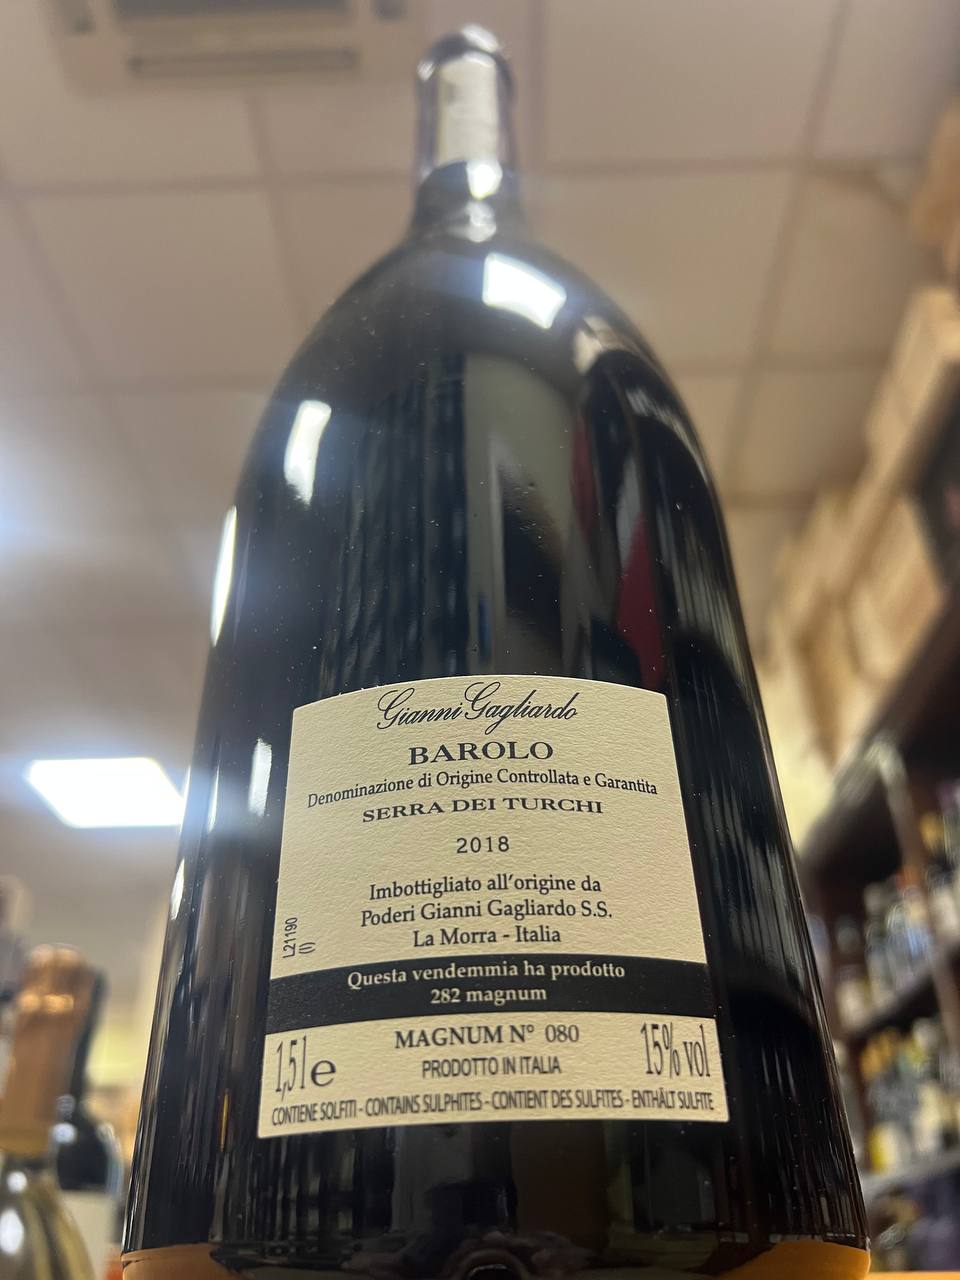 Gianni Gagliardo
BAROLO
Denominazione di Origine Controllata e Garantita
SERRA DEI TURCHI
2018
Imbottigliato all'origine da
Poderi Gianni Gagliardo S.S.
La Morra - Italia
L21190
(I)
Questa vendemmia ha prodotto
282 magnum
MAGNUM N° 080
1,5 l e
PRODOTTO IN ITALIA
15% vol
CONTIENE SOLFITI - CONTAINS SULPHITES - CONTIENT DES SULFITES - ENTHÄLT SULFITE